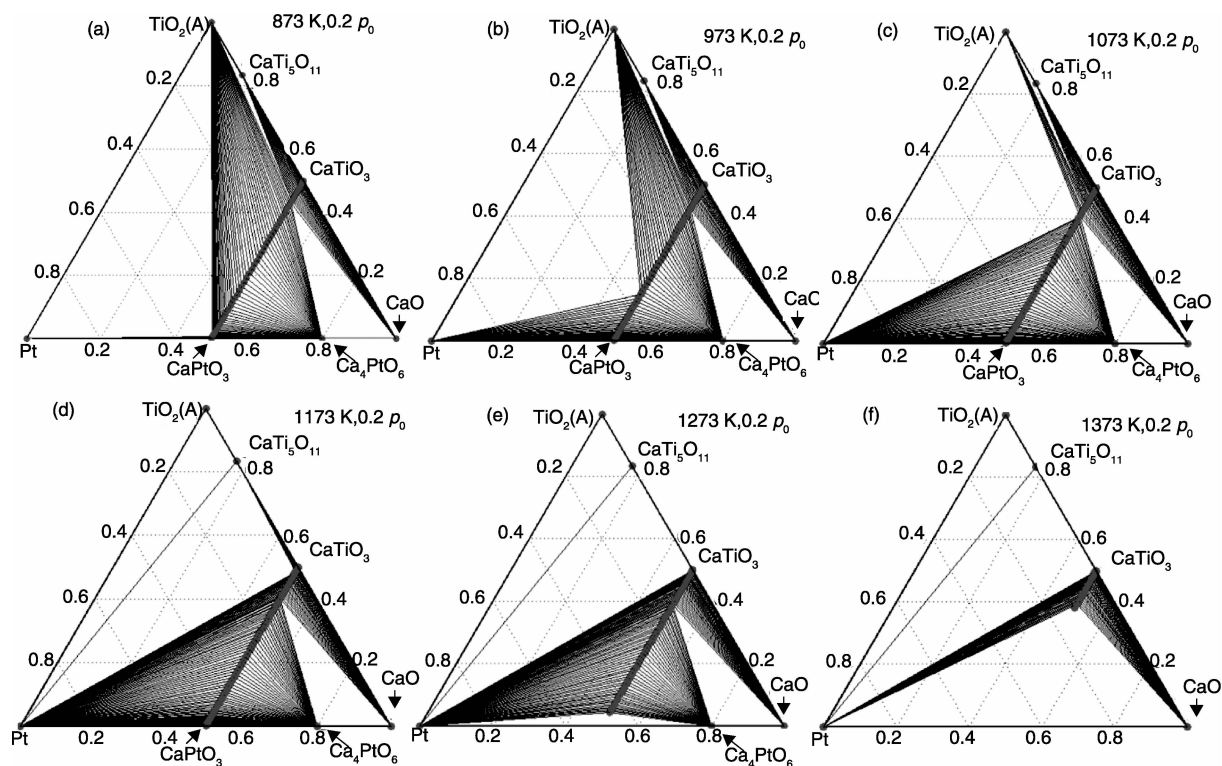 (a)
TiO2(A)
873 K,0.2 p0
CaTi5O11
0.8
0.2
0.4
0.6
CaTiO3
0.6
0.4
0.8
0.2
CaO
Pt
0.2
0.4
0.6
0.8
CaPtO3
Ca4PtO6
(b)
TiO2(A)
973 K,0.2 p0
CaTi5O11
0.8
0.2
0.4
0.6
CaTiO3
0.6
0.4
0.8
0.2
CaC
Pt
0.2
0.4
0.6
0.8
CaPtO3
Ca4PtO6
(c)
TiO2(A)
1073 K,0.2 p0
CaTi5O11
0.8
0.2
0.4
0.6
CaTiO3
0.6
0.4
0.8
0.2
CaO
Pt
0.2
0.4
0.6
0.8
CaPtO3
Ca4PtO6
(d)
TiO2(A)
1173 K,0.2 p0
CaTi5O11
0.8
0.2
0.4
0.6
CaTiO3
0.6
0.4
0.8
0.2
CaO
Pt
0.2
0.4
0.6
0.8
CaPtO3
Ca4PtO6
(e)
TiO2(A)
1273 K,0.2 p0
CaTi5O11
0.8
0.2
0.4
0.6
CaTiO3
0.6
0.4
0.8
0.2
CaO
Pt
0.2
0.4
0.6
0.8
Ca4PtO6
(f)
TiO2(A)
1373 K,0.2 p0
CaTi5O11
0.8
0.2
0.4
0.6
CaTiO3
0.6
0.4
0.8
0.2
CaO
Pt
0.2
0.4
0.6
0.8